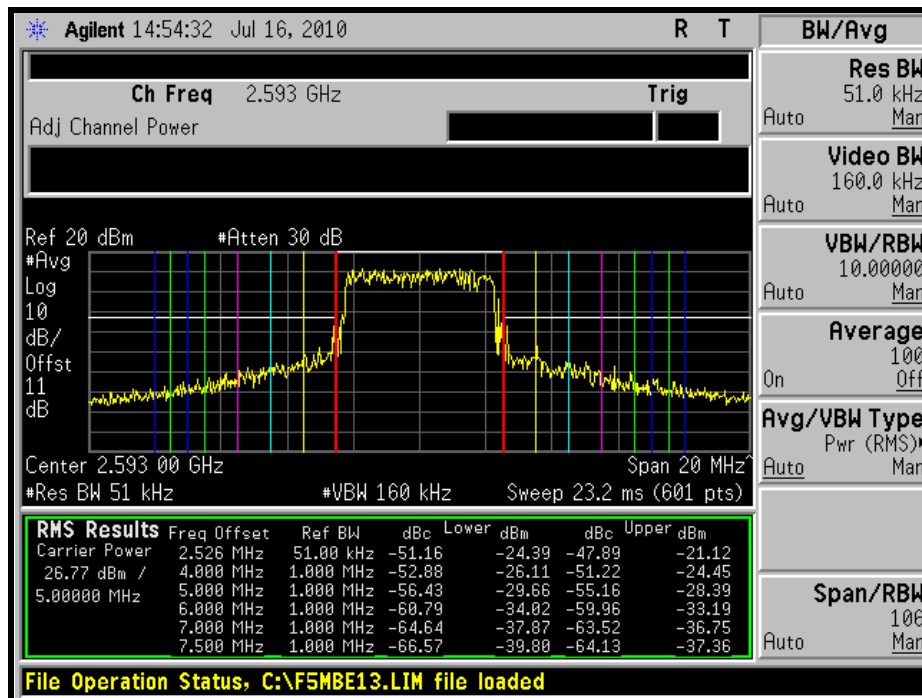 Agilent 14:54:32 Jul 16, 2010 R T
BW/Avg
Ch Freq 2.593 GHz Trig
Adj Channel Power
Ref 20 dBm #Atten 30 dB
#Avg
Log
10
dB/
Offst
11
dB
Center 2.593 00 GHz Span 20 MHz^
#Res BW 51 kHz #VBW 160 kHz Sweep 23.2 ms (601 pts)
RMS Results Freq Offset Ref BW dBc Lower dBm dBc Upper dBm
Carrier Power 2.526 MHz 51.00 kHz -51.16 -24.39 -47.89 -21.12
26.77 dBm / 4.000 MHz 1.000 MHz -52.88 -26.11 -51.22 -24.45
5.00000 MHz 5.000 MHz 1.000 MHz -56.43 -29.66 -55.16 -28.39
6.000 MHz 1.000 MHz -60.79 -34.02 -59.96 -33.19
7.000 MHz 1.000 MHz -64.64 -37.87 -63.52 -36.75
7.500 MHz 1.000 MHz -66.57 -39.80 -64.13 -37.36
File Operation Status, C:\F5MBE13.LIM file loaded
Res BW
51.0 kHz
Auto Man
Video BW
160.0 kHz
Auto Man
VBW/RBW
10.00000
Auto Man
Average
100
On Off
Avg/VBW Type
Pwr (RMS)
Auto Man
Span/RBW
106
Auto Man